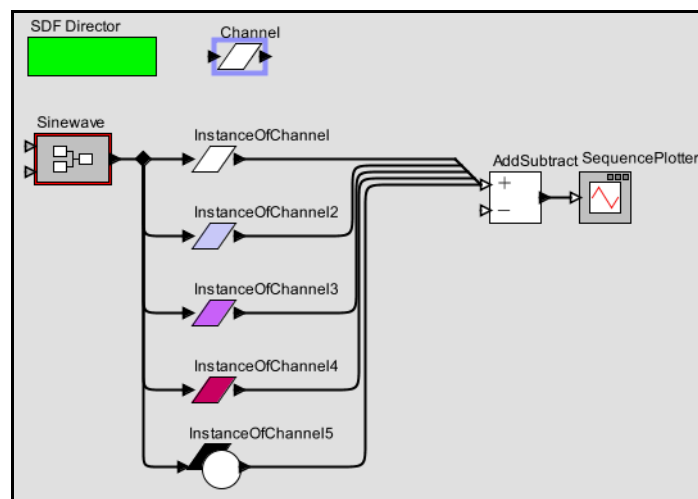 SDF Director
Channel
Sinewave
InstanceOfChannel
AddSubtract
SequencePlotter
+
−
InstanceOfChannel2
InstanceOfChannel3
InstanceOfChannel4
InstanceOfChannel5